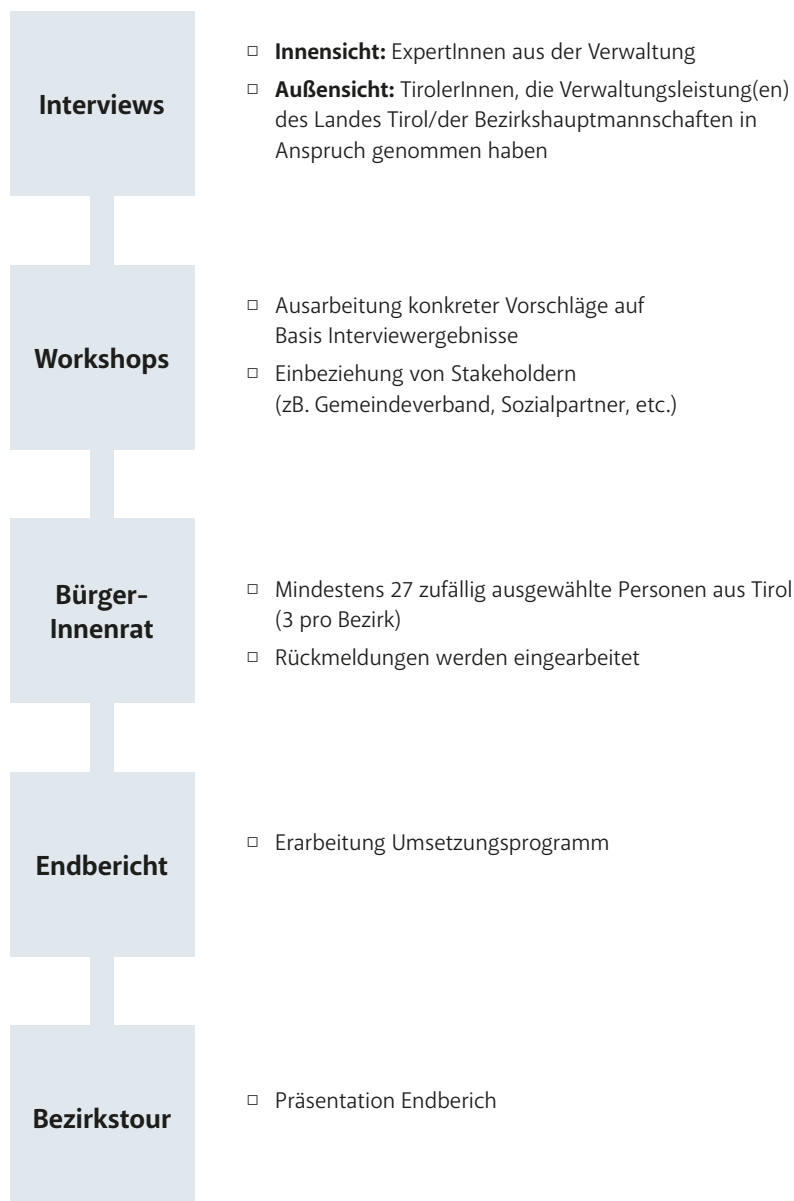 Interviews
□ Innensicht: ExpertInnen aus der Verwaltung
□ Außensicht: TirolerInnen, die Verwaltungsleistung(en)
des Landes Tirol/der Bezirkshauptmannschaften in
Anspruch genommen haben
Workshops
□ Ausarbeitung konkreter Vorschläge auf
Basis Interviewergebnisse
□ Einbeziehung von Stakeholdern
(zB. Gemeindeverband, Sozialpartner, etc.)
Bürger-
Innenrat
□ Mindestens 27 zufällig ausgewählte Personen aus Tirol
(3 pro Bezirk)
□ Rückmeldungen werden eingearbeitet
Endbericht
□ Erarbeitung Umsetzungsprogramm
Bezirkstour
□ Präsentation Endberich